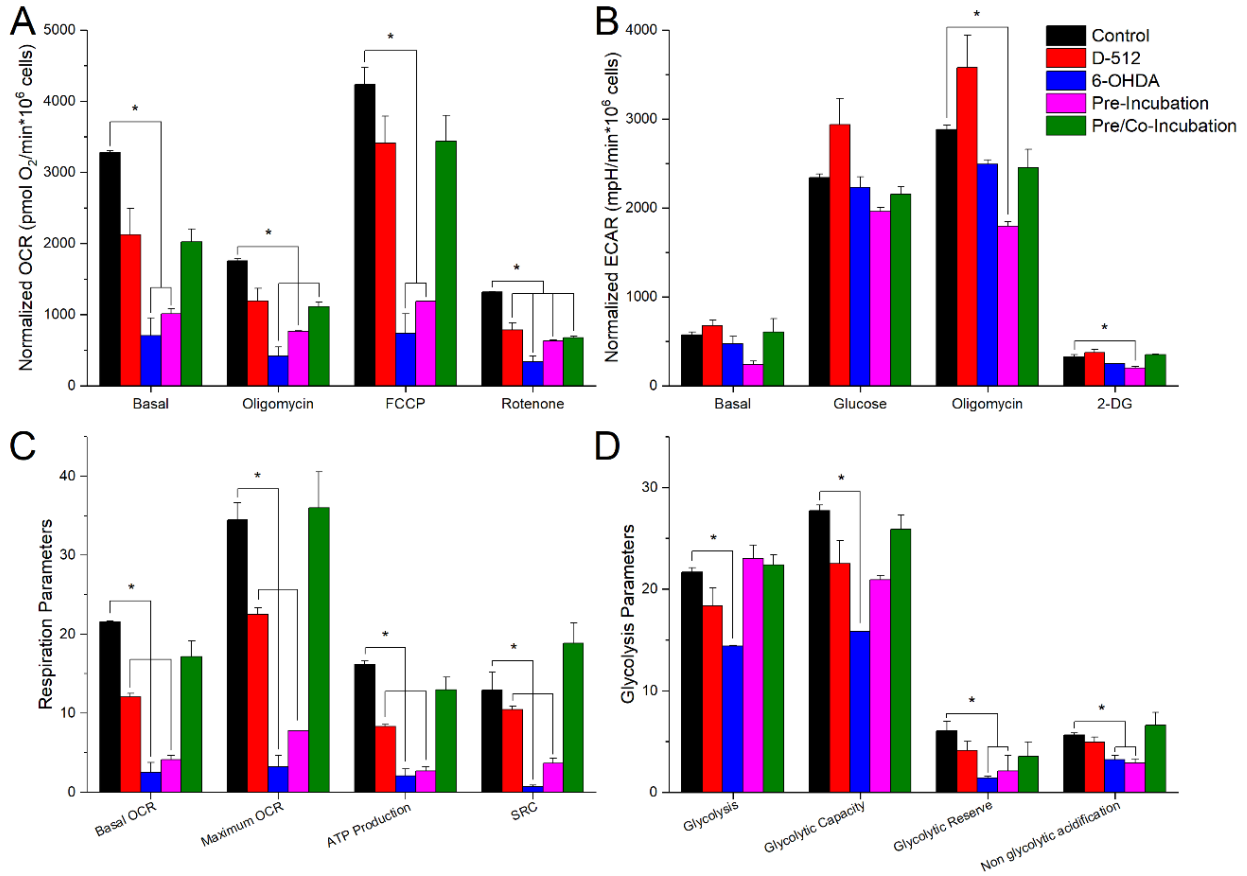 A
Normalized OCR (pmol O2/min*10^6 cells)
5000
4000
3000
2000
1000
0
*
*
*
*
Basal
Oligomycin
FCCP
Rotenone
B
Normalized ECAR (mpH/min*10^6 cells)
4000
3000
2000
1000
0
*
*
Basal
Glucose
Oligomycin
2-DG
Control
D-512
6-OHDA
Pre-Incubation
Pre/Co-Incubation
C
Respiration Parameters
40
30
20
10
0
*
*
*
*
Basal OCR
Maximum OCR
ATP Production
SRC
D
Glycolysis Parameters
30
20
10
0
*
*
*
*
Glycolysis
Glycolytic Capacity
Glycolytic Reserve
Non glycolytic acidification